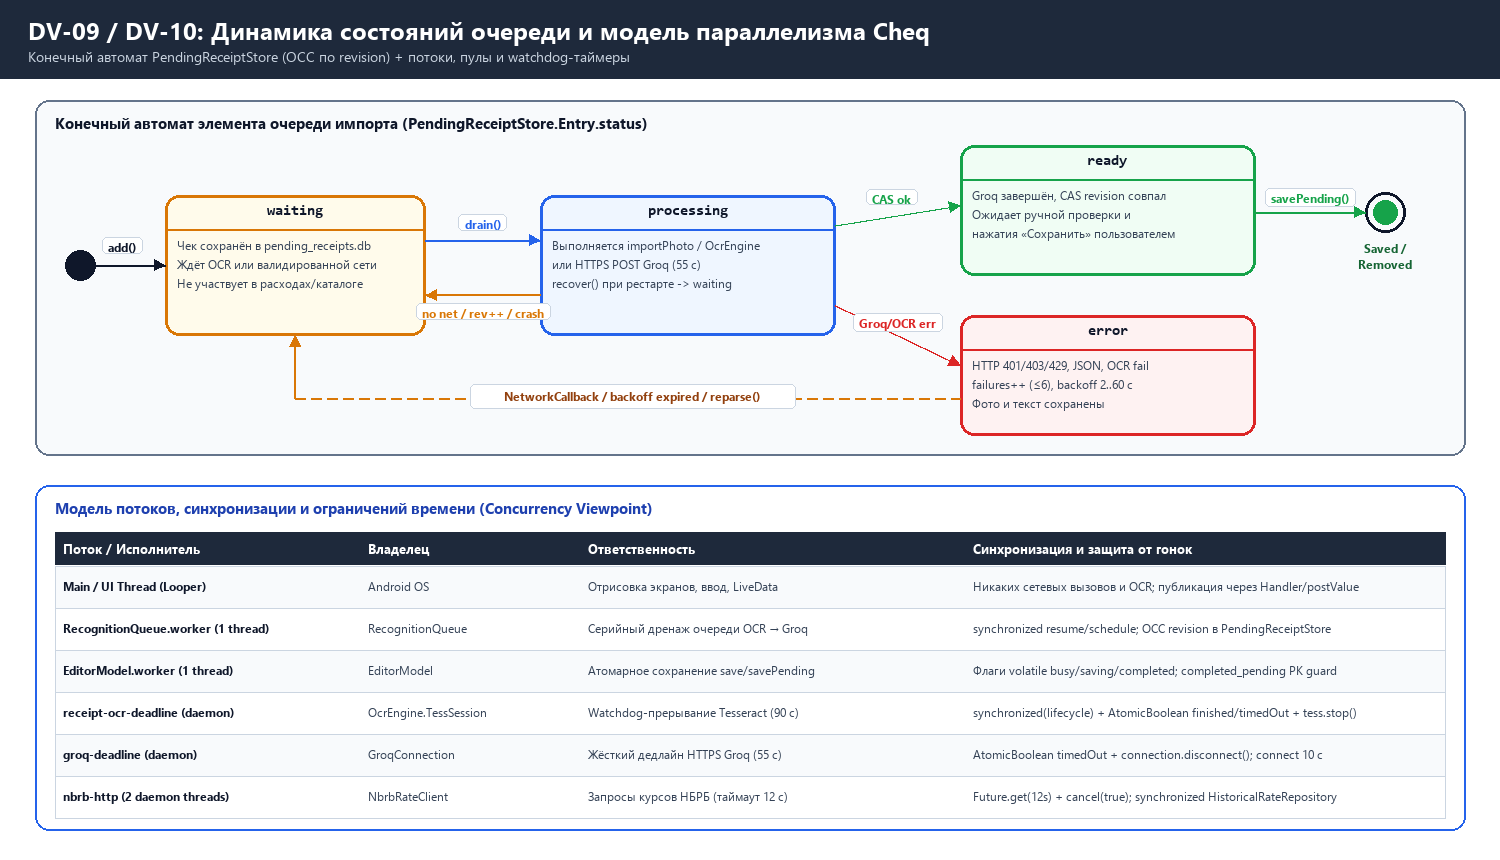 DV-09 / DV-10: Динамика состояний очереди и модель параллелизма Cheq
Конечный автомат PendingReceiptStore (OCC по revision) + потоки, пулы и watchdog-таймеры
Конечный автомат элемента очереди импорта (PendingReceiptStore.Entry.status)
add()
waiting
Чек сохранён в pending_receipts.db
Ждёт OCR или валидированной сети
Не участвует в расходах/каталоге
drain()
no net / rev++ / crash
processing
Выполняется importPhoto / OcrEngine
или HTTPS POST Groq (55 с)
recover() при рестарте -> waiting
CAS ok
Groq/OCR err
ready
Groq завершён, CAS revision совпал
Ожидает ручной проверки и
нажатия «Сохранить» пользователем
savePending()
Saved /
Removed
error
HTTP 401/403/429, JSON, OCR fail
failures++ (≤6), backoff 2..60 с
Фото и текст сохранены
NetworkCallback / backoff expired / reparse()
Модель потоков, синхронизации и ограничений времени (Concurrency Viewpoint)
Поток / Исполнитель Владелец Ответственность Синхронизация и защита от гонок
Main / UI Thread (Looper) Android OS Отрисовка экранов, ввод, LiveData Никаких сетевых вызовов и OCR; публикация через Handler/postValue
RecognitionQueue.worker (1 thread) RecognitionQueue Серийный дренаж очереди OCR → Groq synchronized resume/schedule; OCC revision в PendingReceiptStore
EditorModel.worker (1 thread) EditorModel Атомарное сохранение save/savePending Флаги volatile busy/saving/completed; completed_pending PK guard
receipt-ocr-deadline (daemon) OcrEngine.TessSession Watchdog-прерывание Tesseract (90 с) synchronized(lifecycle) + AtomicBoolean finished/timedOut + tess.stop()
groq-deadline (daemon) GroqConnection Жёсткий дедлайн HTTPS Groq (55 с) AtomicBoolean timedOut + connection.disconnect(); connect 10 с
nbrb-http (2 daemon threads) NbrbRateClient Запросы курсов НБРБ (таймаут 12 с) Future.get(12s) + cancel(true); synchronized HistoricalRateRepository